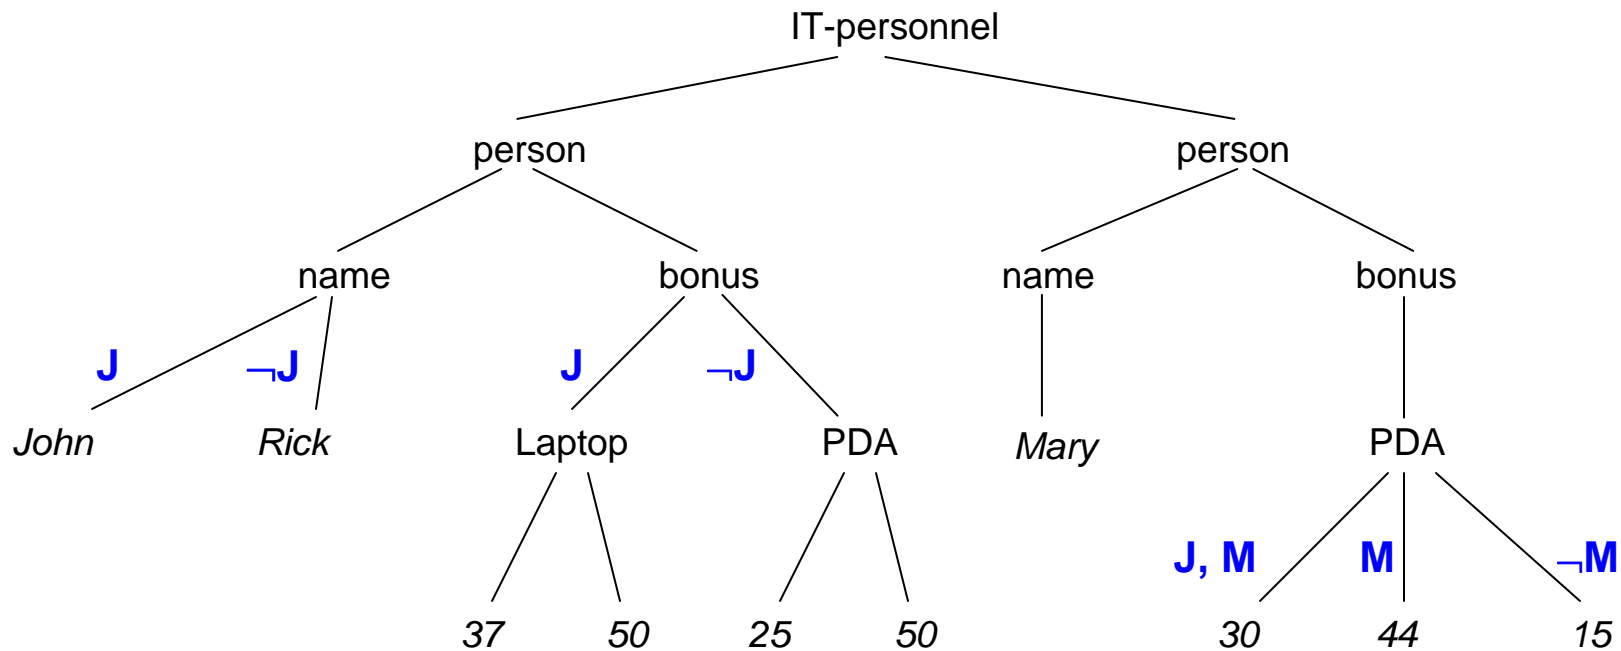 IT-personnel
person person
name bonus name bonus
J ¬J J ¬J
John Rick Laptop PDA Mary PDA
J, M M ¬M
37 50 25 50 30 44 15